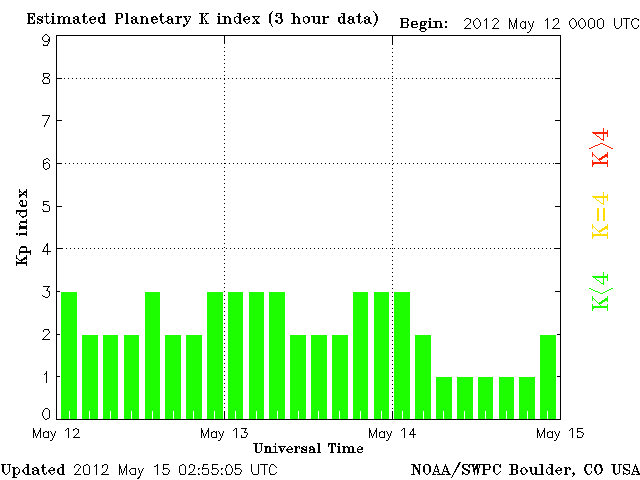 Estimated Planetary K index (3 hour data) Begin: 2012 May 12 0000 UTC
9
8
7
6
5
4
3
2
1
0
Kp index
May 12 May 13 May 14 May 15
Universal Time
K>4
K=4
K<4
Updated 2012 May 15 02:55:05 UTC NOAA/SWPC Boulder, CO USA